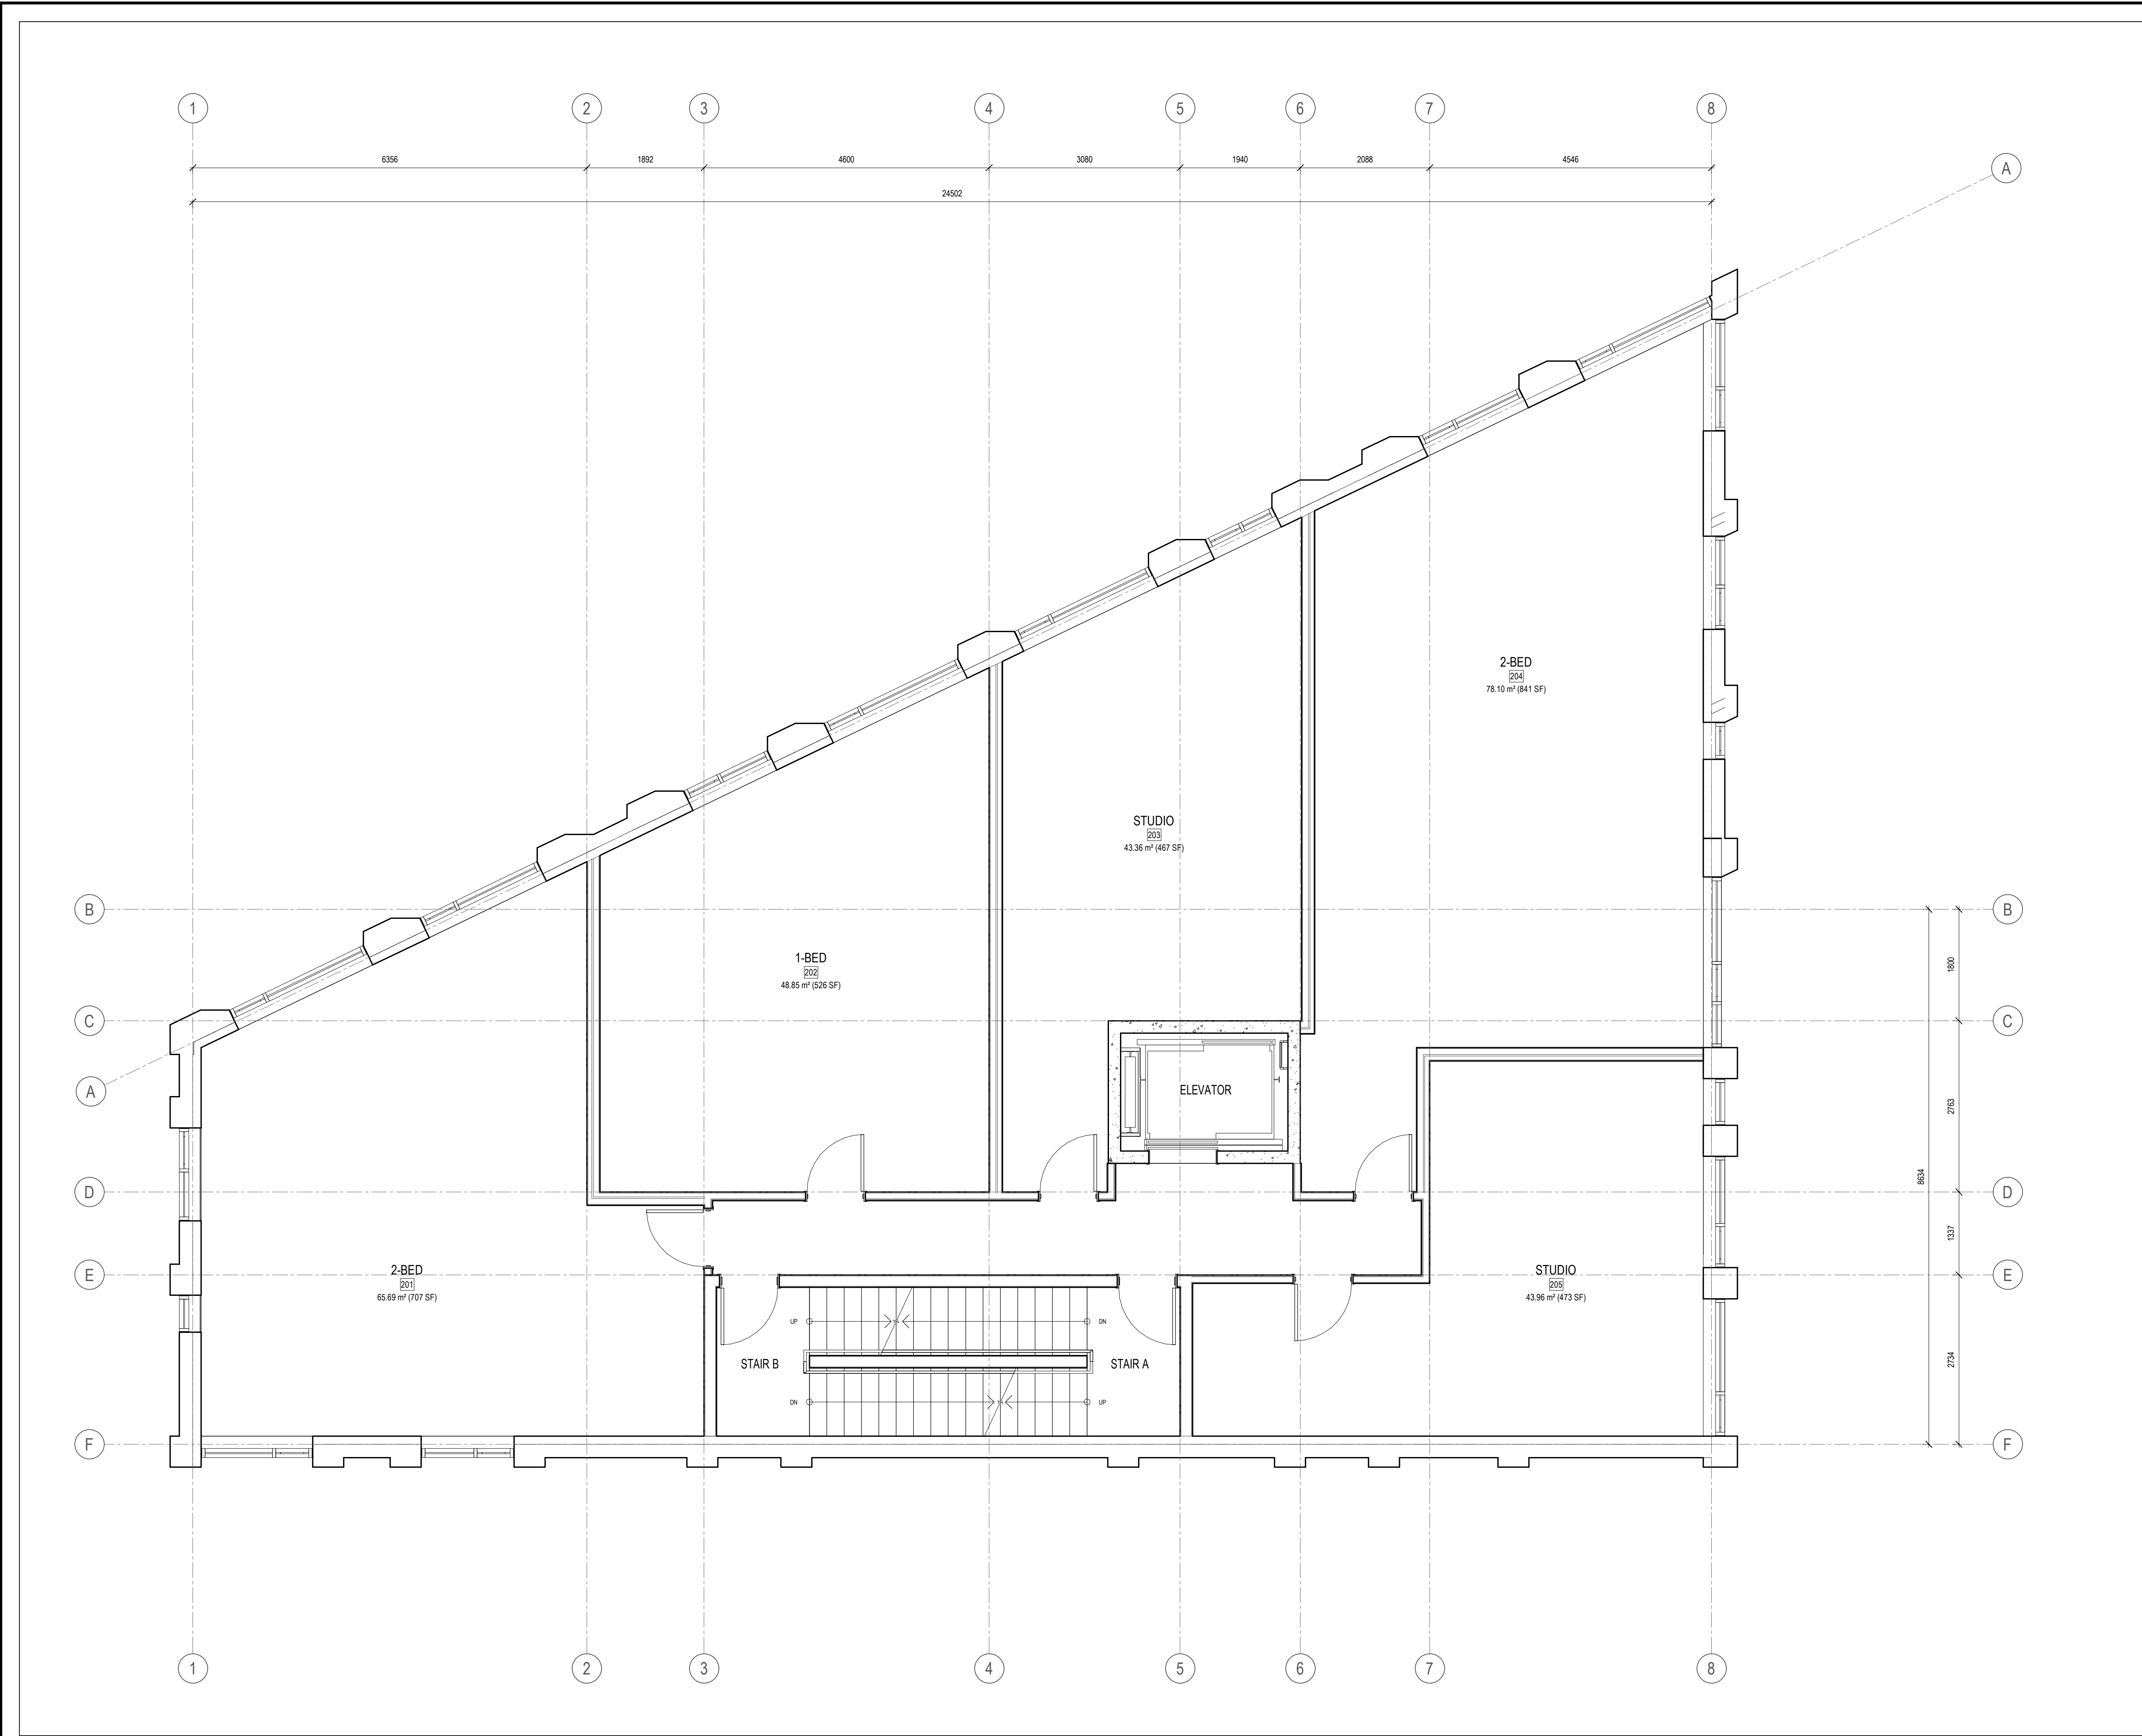 1 2 3 4 5 6 7 8
6356 1892 4600 3080 1940 2088 4546
A
24502
2-BED
204
78.10 m² (841 SF)
STUDIO
203
43.36 m² (467 SF)
B B
1-BED
202
48.85 m² (526 SF)
1800
C C
A
ELEVATOR
2763
8634
D D
1337
2-BED
201
65.69 m² (707 SF)
E E
STUDIO
205
43.96 m² (473 SF)
UP DN
STAIR B STAIR A
2734
DN UP
F F
1 2 3 4 5 6 7 8